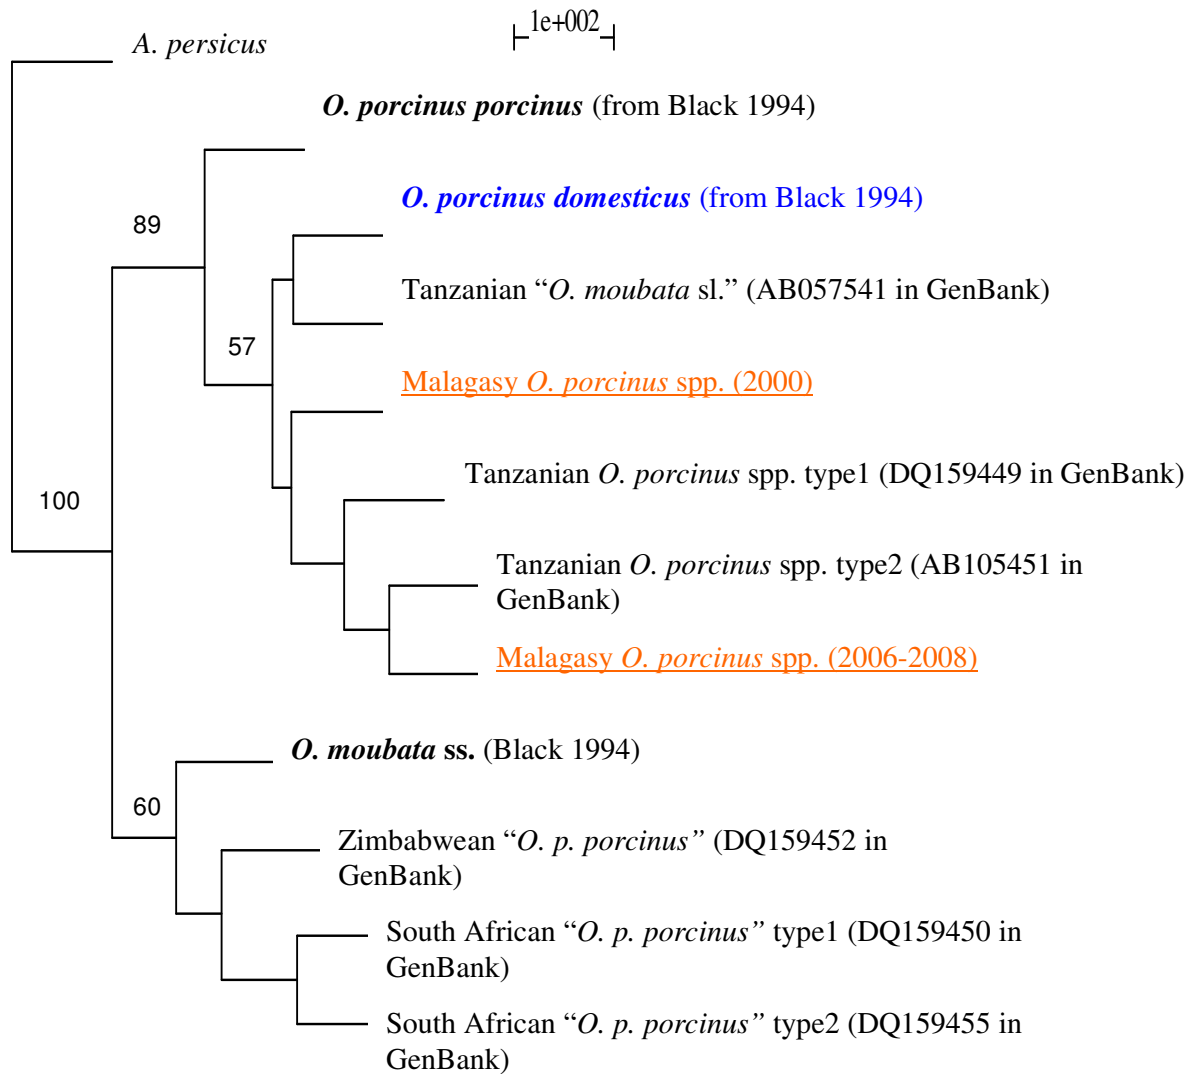 1e+002
A. persicus
O. porcinus porcinus (from Black 1994)
O. porcinus domesticus (from Black 1994)
89
Tanzanian “O. moubata sl.” (AB057541 in GenBank)
57
Malagasy O. porcinus spp. (2000)
Tanzanian O. porcinus spp. type1 (DQ159449 in GenBank)
100
Tanzanian O. porcinus spp. type2 (AB105451 in
GenBank)
Malagasy O. porcinus spp. (2006-2008)
O. moubata ss. (Black 1994)
60
Zimbabwean “O. p. porcinus” (DQ159452 in
GenBank)
South African “O. p. porcinus” type1 (DQ159450 in
GenBank)
South African “O. p. porcinus” type2 (DQ159455 in
GenBank)